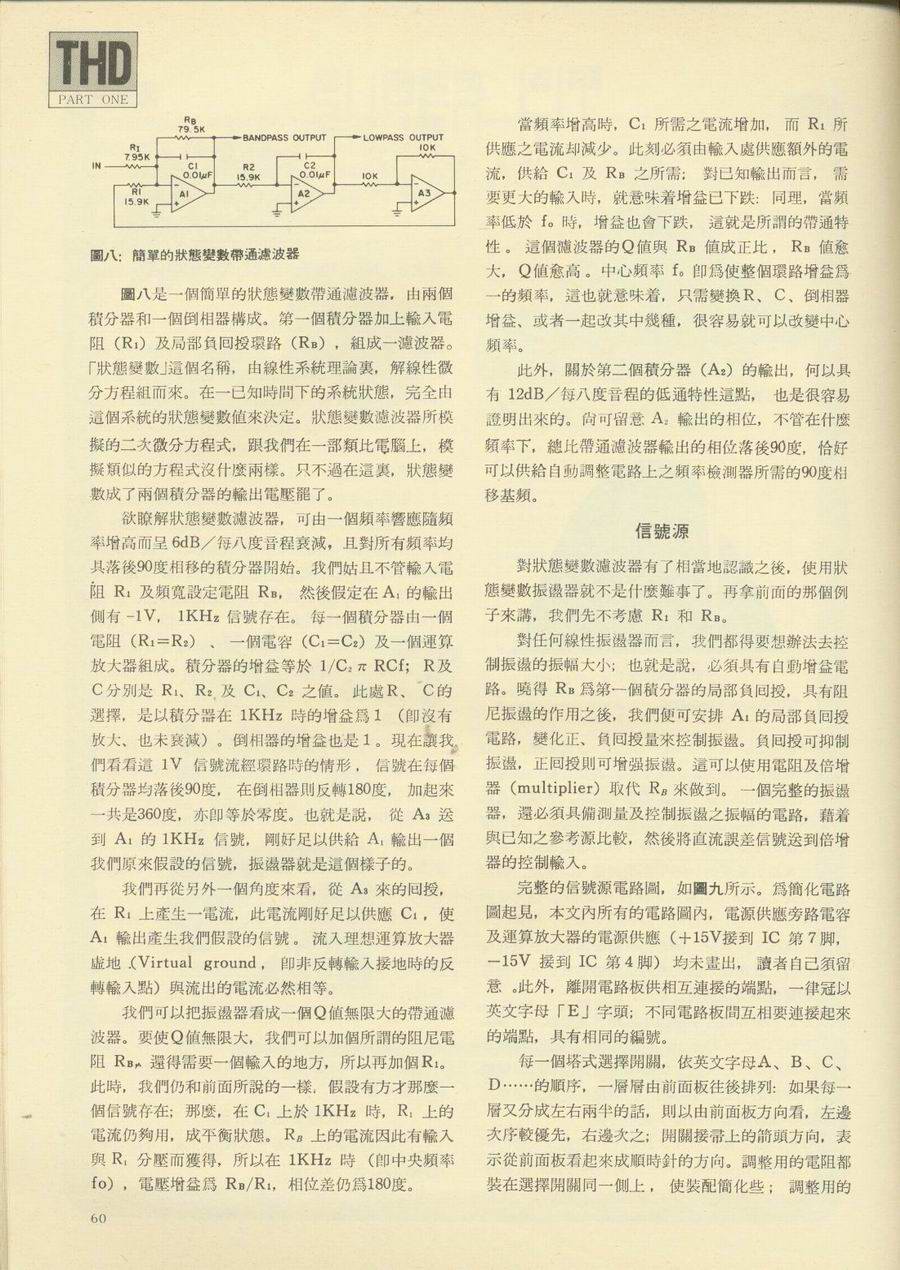 THD
PART ONE
RB
79.5K
BANDPASS OUTPUT
LOWPASS OUTPUT
10K
RI
7.95K
IN
C1
0.01μF
R2
15.9K
C2
0.01μF
10K
R1
15.9K
A1
A2
A3
圖八：簡單的狀態變數帶通濾波器
圖八是一個簡單的狀態變數帶通濾波器，由兩個
積分器和一個倒相器構成。第一個積分器加上輸入電
阻（R₁）及局部負回授環路（RB），組成一濾波器。
「狀態變數」這個名稱，由線性系統理論裏，解線性微
分方程組而來。在一已知時間下的系統狀態，完全由
這個系統的狀態變數值來決定。狀態變數濾波器所模
擬的二次微分方程式，跟我們在一部類比電腦上，模
擬類似的方程式沒什麼兩樣。只不過在這裏，狀態變
數成了兩個積分器的輸出電壓罷了。
欲瞭解狀態變數濾波器，可由一個頻率響應隨頻
率增高而呈 6dB／每八度音程衰減，且對所有頻率均
具落後90度相移的積分器開始。我們姑且不管輸入電
阻 R₁ 及頻寬設定電阻 RB， 然後假定在 A₁ 的輸出
側有 -1V， 1KHz 信號存在。 每一個積分器由一個
電阻（R₁=R₂）、一個電容（C₁=C₂）及一個運算
放大器組成。積分器的增益等於 1/C₂ π RCf； R及
C分別是 R₁、R₂ 及 C₁、C₂ 之值。 此處R、 C的
選擇，是以積分器在 1KHz 時的增益爲 1 （卽沒有
放大、也未衰減）。倒相器的增益也是 1。現在讓我
們看看這 1V 信號流經環路時的情形， 信號在每個
積分器均落後90度， 在倒相器則反轉180度， 加起來
一共是360度，亦卽等於零度。也就是說， 從 A₃ 送
到 A₁ 的 1KHz 信號， 剛好足以供給 A₁ 輸出一個
我們原來假設的信號，振盪器就是這個樣子的。
我們再從另外一個角度來看，從 A₃ 來的回授，
在 R₁ 上產生一電流，此電流剛好足以供應 C₁，使
A₁ 輸出產生我們假設的信號。 流入理想運算放大器
虛地（Virtual ground， 卽非反轉輸入接地時的反
轉輸入點）與流出的電流必然相等。
我們可以把振盪器看成一個Q值無限大的帶通濾
波器。要使Q值無限大，我們可以加個所謂的阻尼電
阻 RB， 還得需要一個輸入的地方，所以再加個R₁。
此時，我們仍和前面所說的一樣，假設有方才那麼一
個信號存在；那麼，在 C₁ 上於 1KHz 時，R₁ 上的
電流仍夠用，成平衡狀態。 RB 上的電流因此有輸入
與 R₁ 分壓而獲得，所以在 1KHz 時 （卽中央頻率
fo），電壓增益爲 RB/R₁，相位差仍爲180度。
當頻率增高時，C₁ 所需之電流增加， 而 R₁ 所
供應之電流却減少。此刻必須由輸入處供應額外的電
流，供給 C₁ 及 RB 之所需； 對已知輸出而言， 需
要更大的輸入時，就意味着增益已下跌；同理，當頻
率低於 fo 時，增益也會下跌， 這就是所謂的帶通特
性。 這個濾波器的Q値與 RB 値成正比， RB 値愈
大，Q値愈高。中心頻率 fo 卽爲使整個環路增益爲
一的頻率，這也就意味着，只需變換R、C、倒相器
增益、或者一起改其中幾種，很容易就可以改變中心
頻率。
此外，關於第二個積分器（A₂）的輸出，何以具
有 12dB／每八度音程的低通特性這點， 也是很容易
證明出來的。尙可留意 A₂ 輸出的相位，不管在什麼
頻率下，總比帶通濾波器輸出的相位落後90度，恰好
可以供給自動調整電路上之頻率檢測器所需的90度相
移基頻。
信號源
對狀態變數濾波器有了相當地認識之後，使用狀
態變數振盪器就不是什麼難事了。再拿前面的那個例
子來講，我們先不考慮 R₁ 和 RB。
對任何線性振盪器而言，我們都得要想辦法去控
制振盪的振幅大小；也就是說，必須具有自動增益電
路。曉得 RB 爲第一個積分器的局部負回授，具有阻
尼振盪的作用之後，我們便可安排 A₁ 的局部負回授
電路，變化正、負回授量來控制振盪。負回授可抑制
振盪，正回授則可增强振盪。這可以使用電阻及倍增
器（multiplier）取代 RB 來做到。一個完整的振盪
器，還必須具備測量及控制振盪之振幅的電路，藉着
與已知之參考源比較，然後將直流誤差信號送到倍增
器的控制輸入。
完整的信號源電路圖，如圖九所示。爲簡化電路
圖起見，本文內所有的電路圖內，電源供應旁路電容
及運算放大器的電源供應（＋15V接到 IC 第 7 脚，
－15V 接到 IC 第 4 脚）均未畫出， 讀者自己須留
意。此外，離開電路板供相互連接的端點，一律冠以
英文字母「E」字頭；不同電路板間互相要連接起來
的端點，具有相同的編號。
每一個塔式選擇開關，依英文字母A、B、C、
D……的順序，一層層由前面板往後排列：如果每一
層又分成左右兩半的話，則以由前面板方向看，左邊
次序較優先，右邊次之；開關接帶上的箭頭方向，表
示從前面板看起來成順時針的方向。調整用的電阻都
裝在選擇開關同一側上， 使裝配簡化些； 調整用的
60